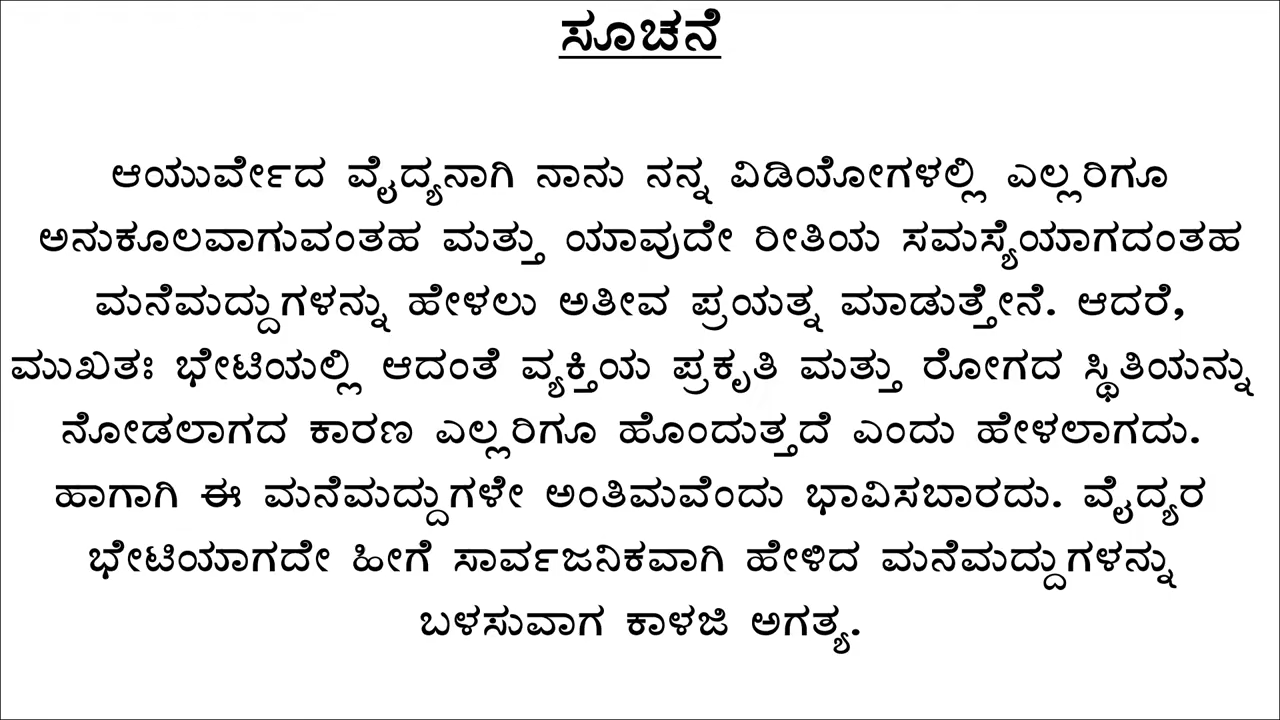 ಸೂಚನೆ
ಆಯುರ್ವೇದ ವೈದ್ಯನಾಗಿ ನಾನು ನನ್ನ ವಿಡಿಯೋಗಳಲ್ಲಿ ಎಲ್ಲರಿಗೂ
ಅನುಕೂಲವಾಗುವಂತಹ ಮತ್ತು ಯಾವುದೇ ರೀತಿಯ ಸಮಸ್ಯೆಯಾಗದಂತಹ
ಮನೆಮದ್ದುಗಳನ್ನು ಹೇಳಲು ಅತೀವ ಪ್ರಯತ್ನ ಮಾಡುತ್ತೇನೆ. ಆದರೆ,
ಮುಖತಃ ಭೇಟಿಯಲ್ಲಿ ಆದಂತೆ ವ್ಯಕ್ತಿಯ ಪ್ರಕೃತಿ ಮತ್ತು ರೋಗದ ಸ್ಥಿತಿಯನ್ನು
ನೋಡಲಾಗದ ಕಾರಣ ಎಲ್ಲರಿಗೂ ಹೊಂದುತ್ತದೆ ಎಂದು ಹೇಳಲಾಗದು.
ಹಾಗಾಗಿ ಈ ಮನೆಮದ್ದುಗಳೇ ಅಂತಿಮವೆಂದು ಭಾವಿಸಬಾರದು. ವೈದ್ಯರ
ಭೇಟಿಯಾಗದೇ ಹೀಗೆ ಸಾರ್ವಜನಿಕವಾಗಿ ಹೇಳಿದ ಮನೆಮದ್ದುಗಳನ್ನು
ಬಳಸುವಾಗ ಕಾಳಜಿ ಅಗತ್ಯ.